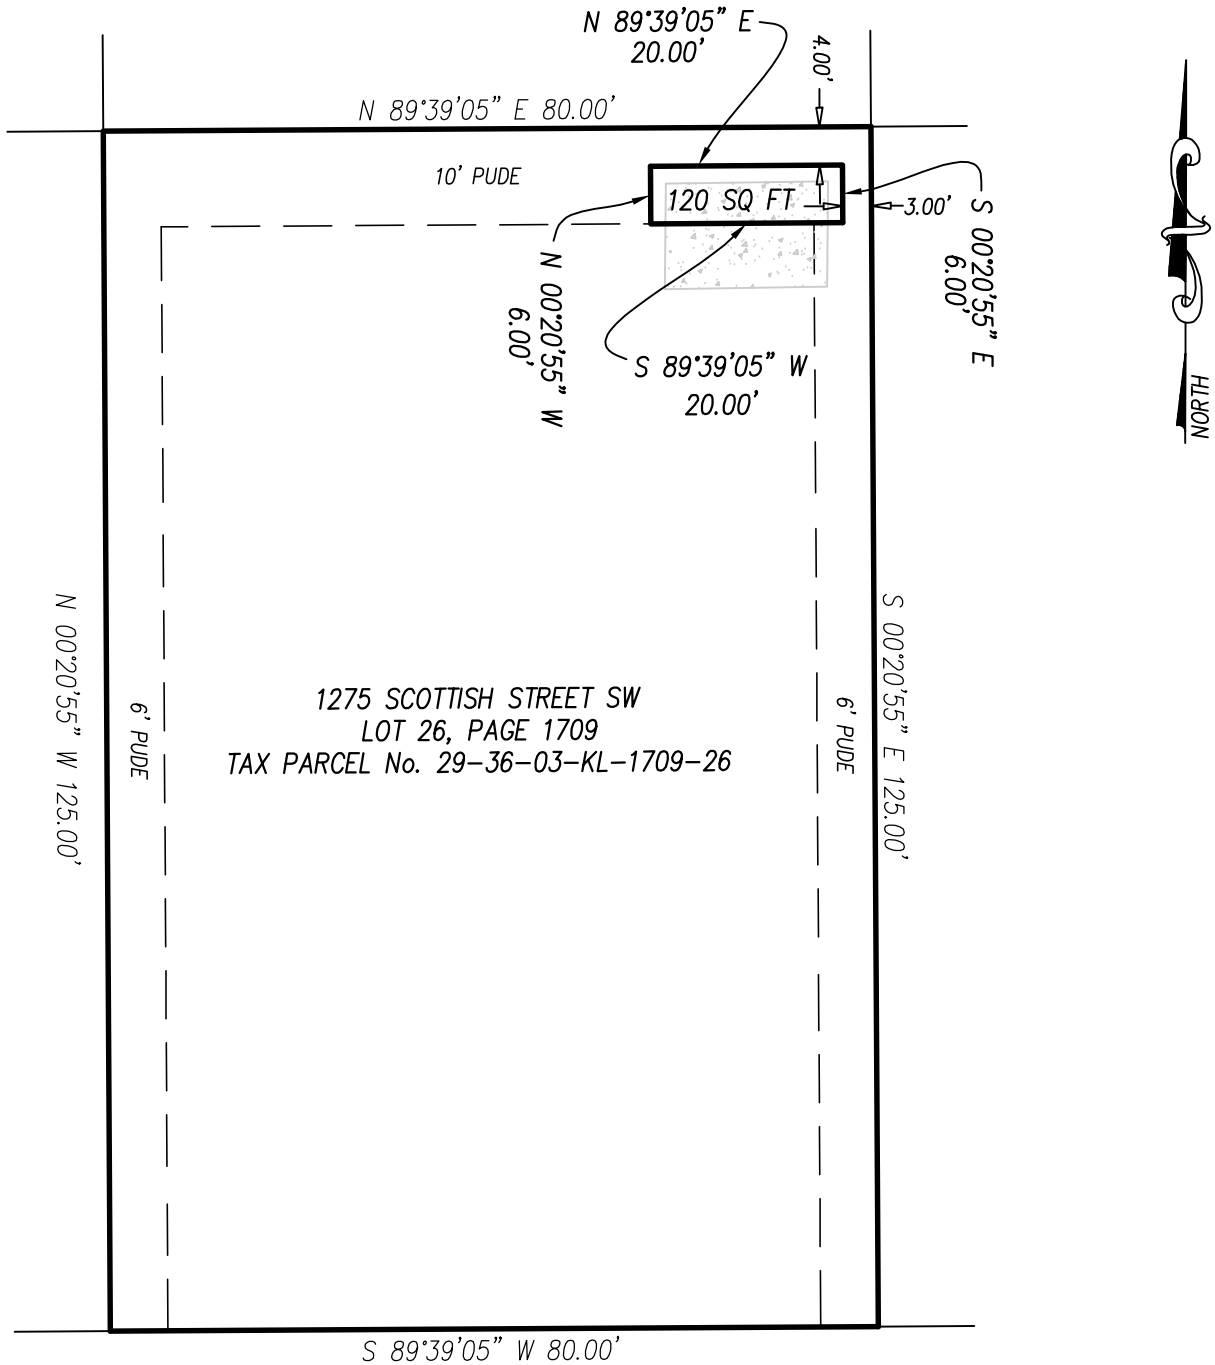 N 89°39'05" E
20.00'
4.00'
N 89°39'05" E 80.00'
10' PUDE
120 SQ FT
3.00'
S 00°20'55" E
6.00'
N 00°20'55" W
6.00'
S 89°39'05" W
20.00'
NORTH
N 00°20'55" W 125.00'
6' PUDE
1275 SCOTTISH STREET SW
LOT 26, PAGE 1709
TAX PARCEL No. 29-36-03-KL-1709-26
6' PUDE
S 00°20'55" E 125.00'
S 89°39'05" W 80.00'